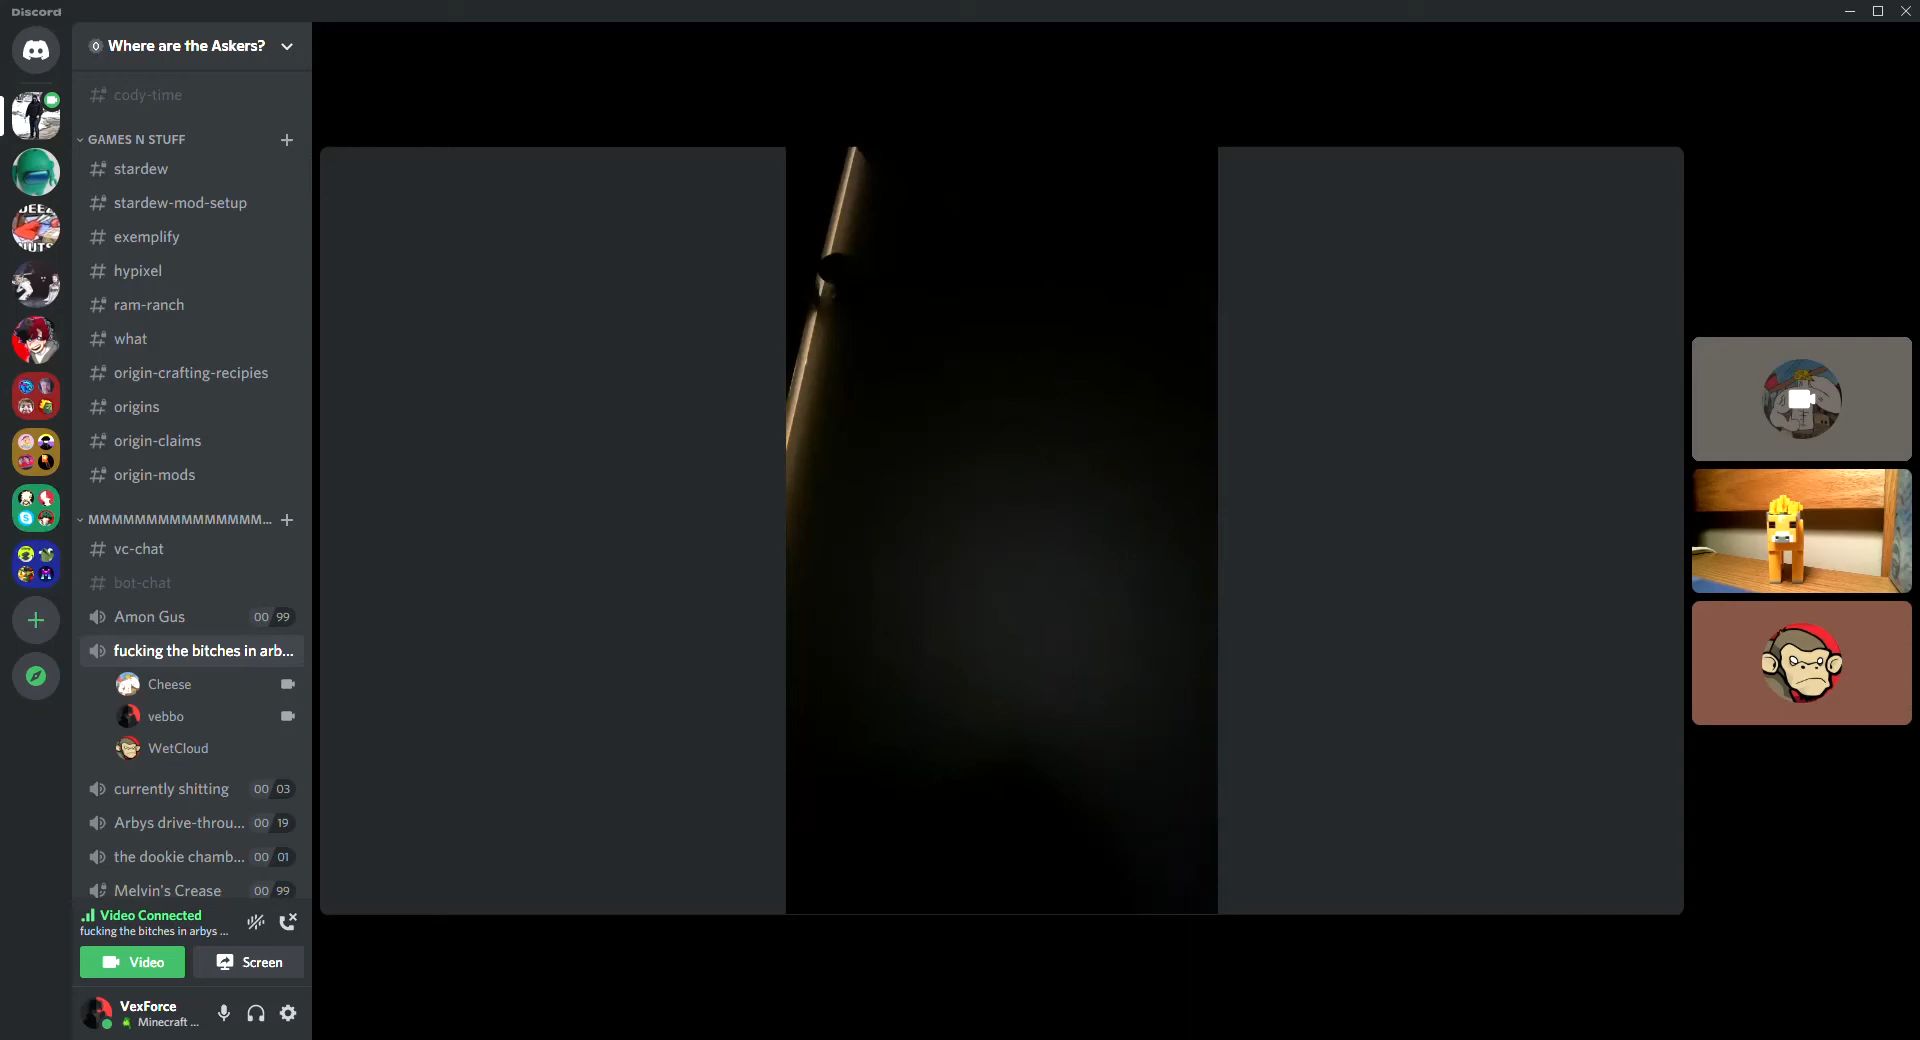 Discord
Where are the Askers?
cody-time
GAMES N STUFF
stardew
stardew-mod-setup
exemplify
hypixel
ram-ranch
what
origin-crafting-recipies
origins
origin-claims
origin-mods
MMMMMMMMMMMMMMM...
vc-chat
bot-chat
Amon Gus 00 99
fucking the bitches in arb...
Cheese
vebbo
WetCloud
currently shitting 00 03
Arbys drive-throu... 00 19
the dookie chamb... 00 01
Melvin's Crease 00 99
Video Connected
fucking the bitches in arbys ...
Video Screen
VexForce
Minecraft ...